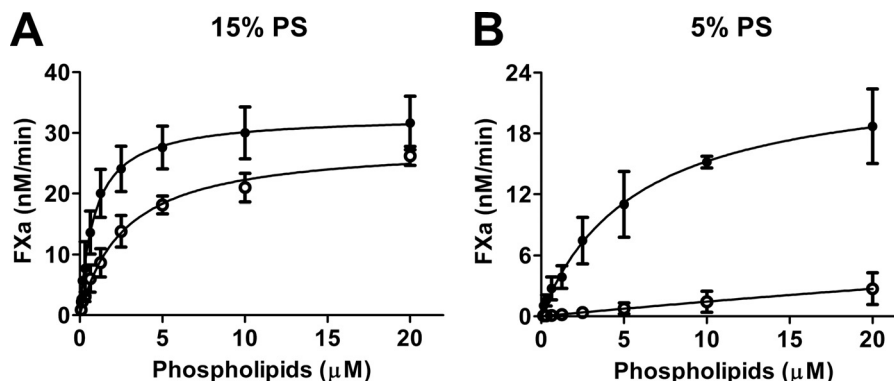 A
15% PS
FXa (nM/min)
40
30
20
10
0
0 5 10 15 20
Phospholipids (μM)
B
5% PS
FXa (nM/min)
24
18
12
6
0
0 5 10 15 20
Phospholipids (μM)